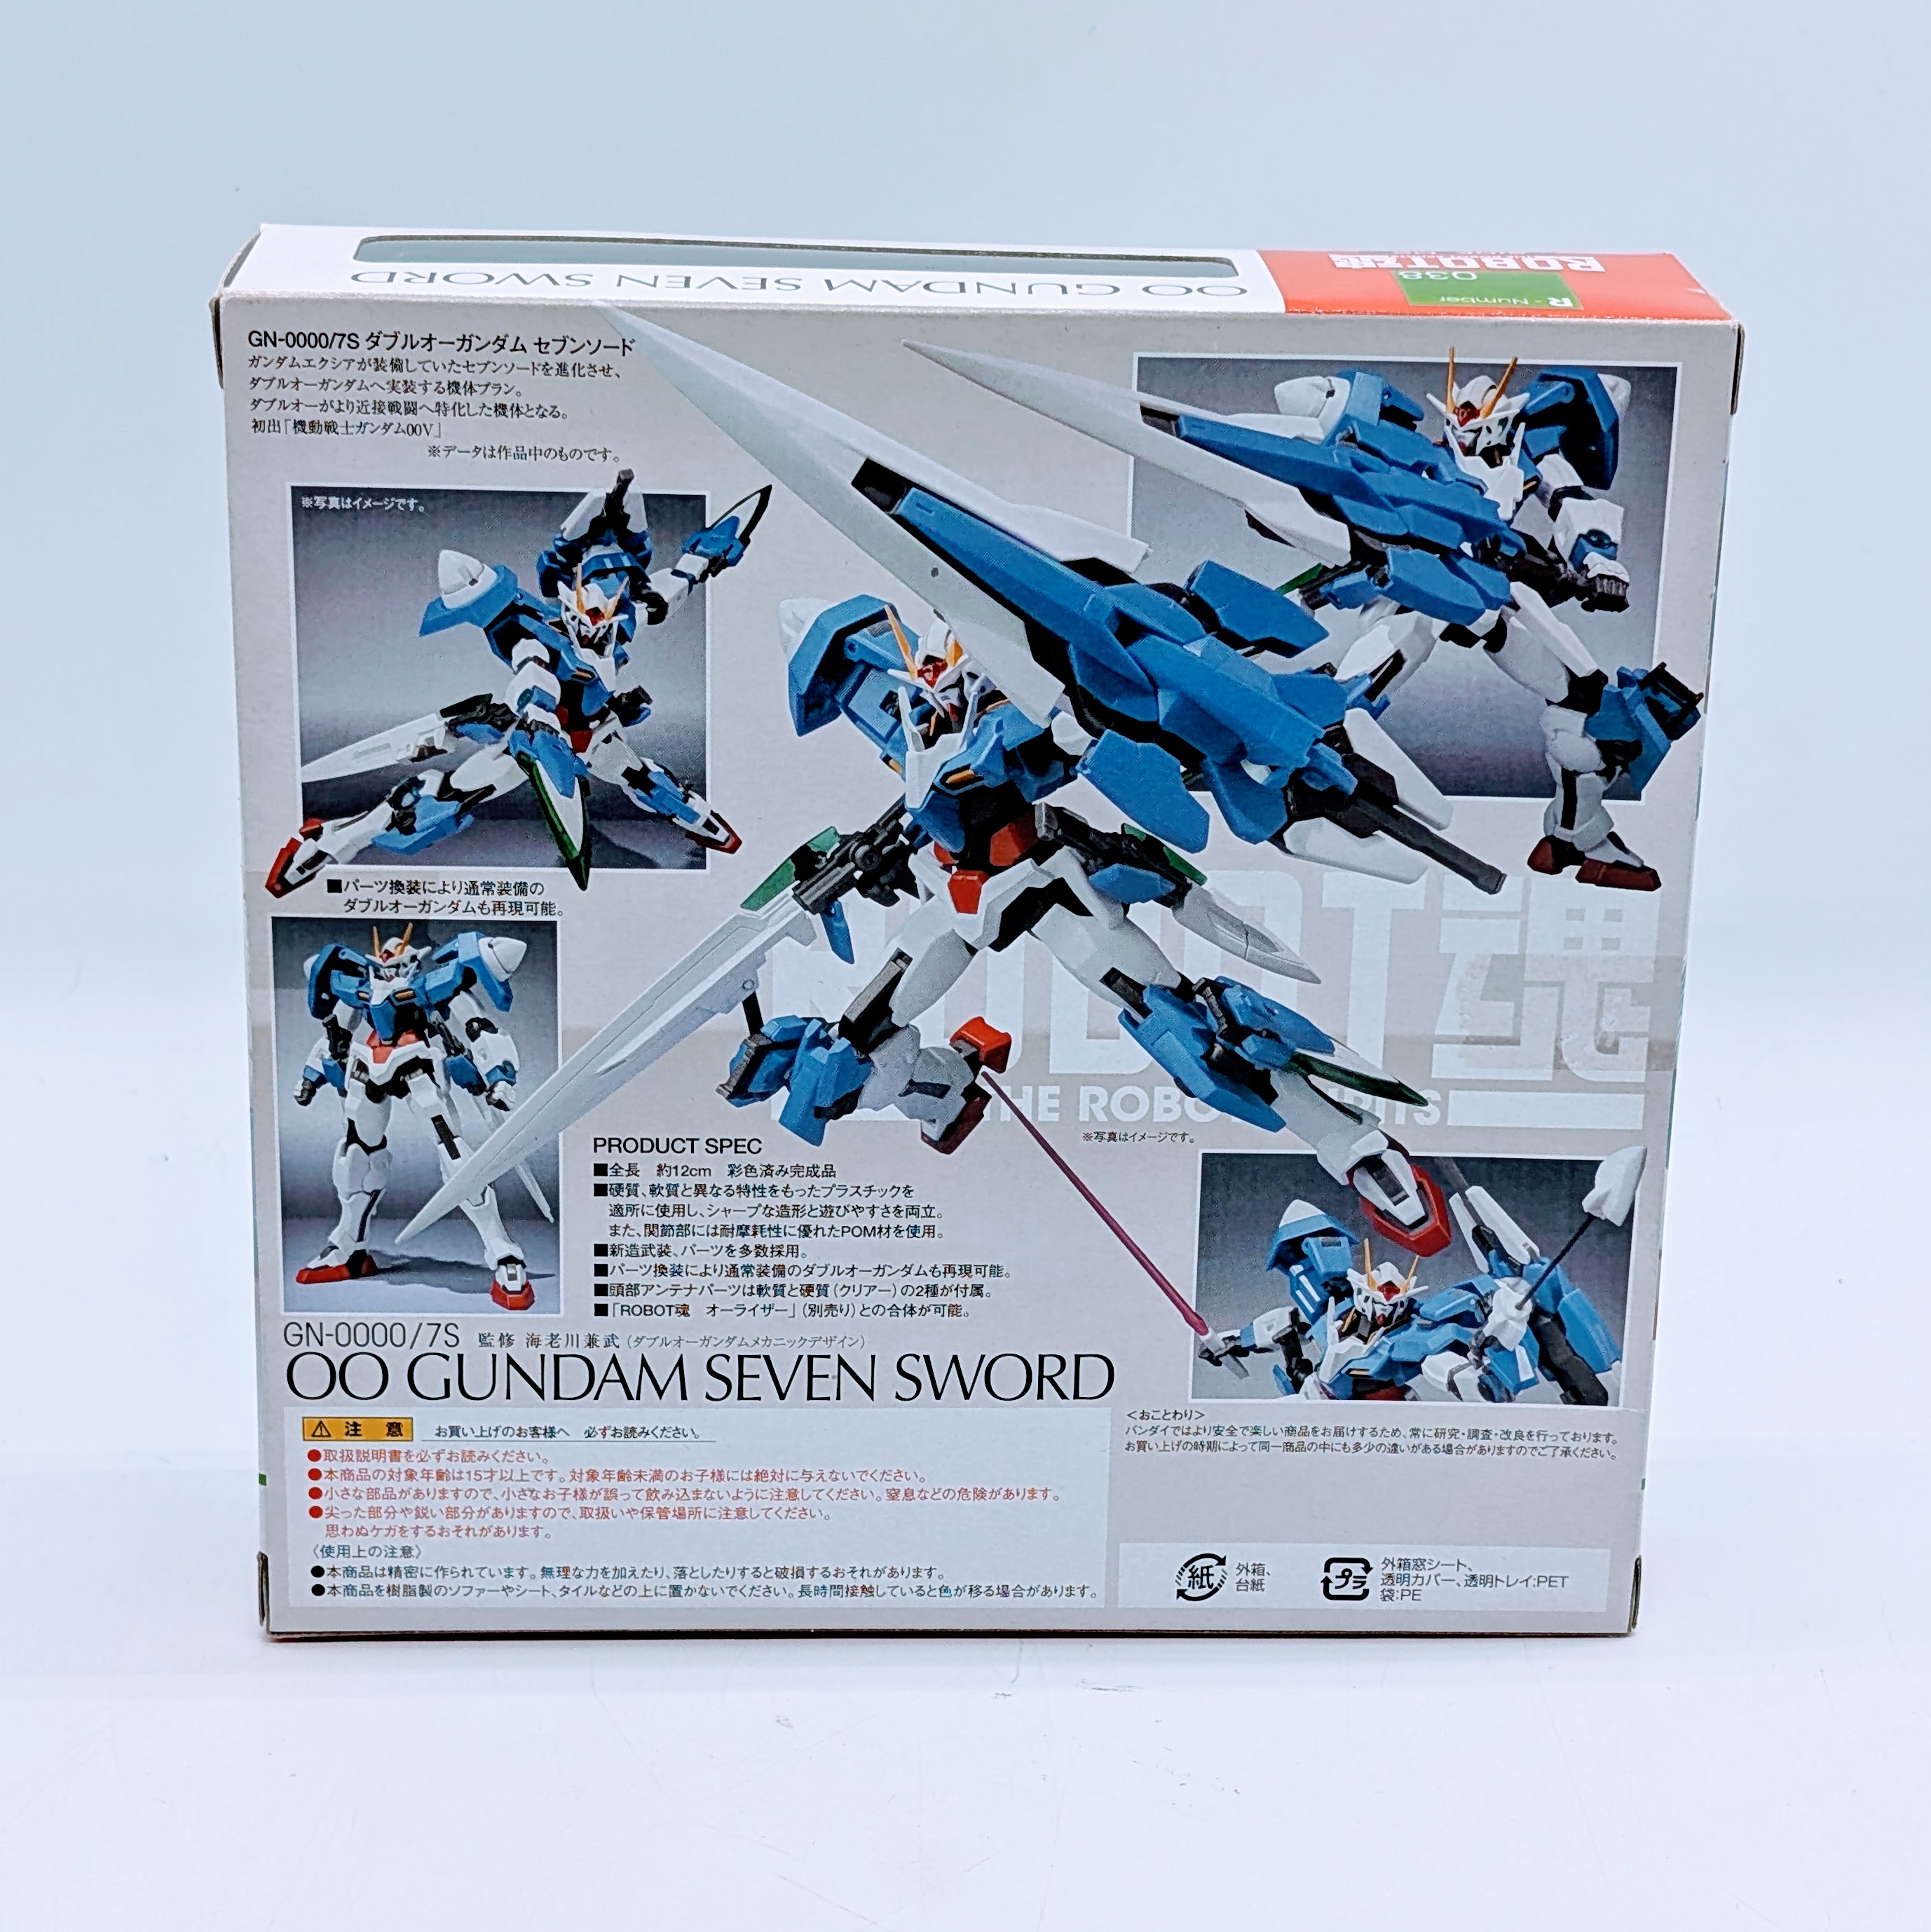 OO GUNDAM SEVEN SWORD
ROBOT魂
R - Number
038
GN-0000/7S ダブルオーガンダム セブンソード
ガンダムエクシアが装備していたセブンソードを進化させ、
ダブルオーガンダムへ実装する機体プラン。
ダブルオーがより近接戦闘へ特化した機体となる。
初出「機動戦士ガンダム00V」
※データは作品中のものです。
※写真はイメージです。
■パーツ換装により通常装備の
ダブルオーガンダムも再現可能。
ROBOT魂
※写真はイメージです。
PRODUCT SPEC
■全長 約12cm 彩色済み完成品
■硬質、軟質と異なる特性をもったプラスチックを
適所に使用し、シャープな造形と遊びやすさを両立。
また、関節部には耐摩耗性に優れたPOM材を使用。
■新造武装、パーツを多数採用。
■パーツ換装により通常装備のダブルオーガンダムも再現可能。
■頭部アンテナパーツは軟質と硬質（クリアー）の2種が付属。
■「ROBOT魂 オーライザー」（別売り）との合体が可能。
GN-0000/7S 監修 海老川兼武（ダブルオーガンダムメカニックデザイン）
OO GUNDAM SEVEN SWORD
注 意 お買い上げのお客様へ 必ずお読みください。
●取扱説明書を必ずお読みください。
●本商品の対象年齢は15才以上です。対象年齢未満のお子様には絶対に与えないでください。
●小さな部品がありますので、小さなお子様が誤って飲み込まないように注意してください。窒息などの危険があります。
●尖った部分や鋭い部分がありますので、取扱いや保管場所に注意してください。
思わぬケガをするおそれがあります。
〈使用上の注意〉
●本商品は精密に作られています。無理な力を加えたり、落としたりすると破損するおそれがあります。
●本商品を樹脂製のソファーやシート、タイルなどの上に置かないでください。長時間接触していると色が移る場合があります。
＜おことわり＞
バンダイではより安全で楽しい商品をお届けするため、常に研究・調査・改良を行っております。
お買い上げの時期によって同一商品の中にも多少の違いがある場合がありますのでご了承ください。
紙 外箱、
台紙
プラ 外箱窓シート、
透明カバー、透明トレイ:PET
袋:PE